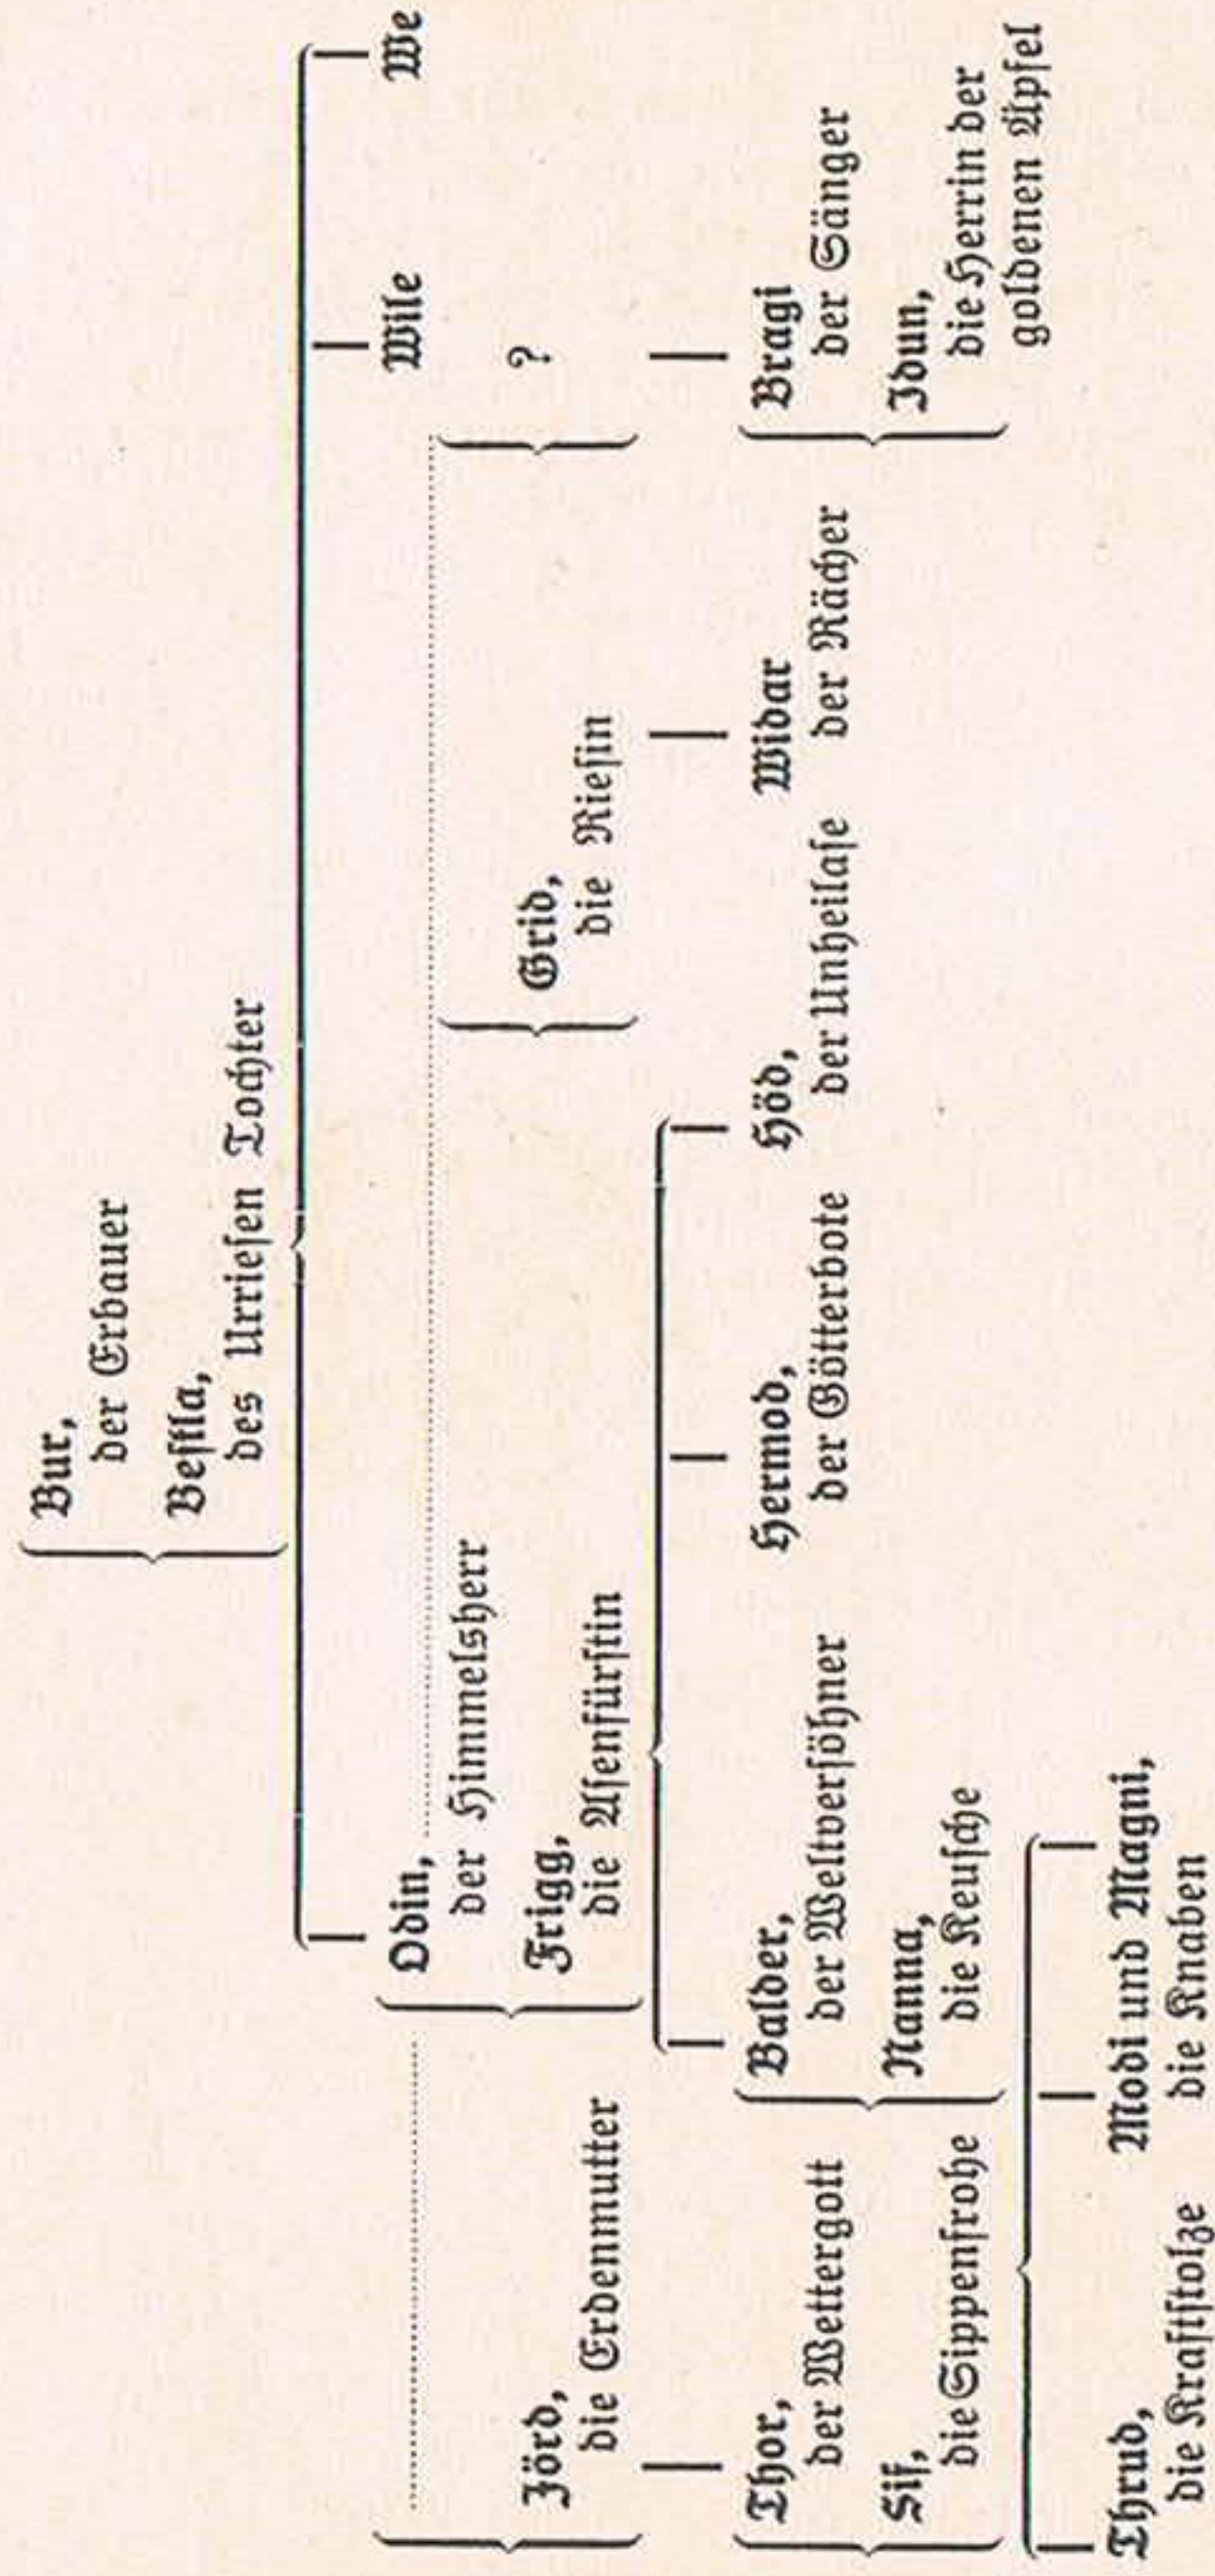 Bur,
der Erbauer
Bestla,
des Urriesen Tochter
Odin,
der Himmelsherr
Wile
We
Jörd,
die Erdenmutter
Frigg,
die Asenfürstin
Grid,
die Riesin
?
Thor,
der Wettergott
Sif,
die Sippenfrohe
Balder,
der Weltversöhner
Nanna,
die Keusche
Hermod,
der Götterbote
Höd,
der Unheilase
Widar
der Rächer
Bragi
der Sänger
Idun,
die Herrin der
goldenen Äpfel
Thrud,
die Kraftstolze
Modi und Magni,
die Knaben